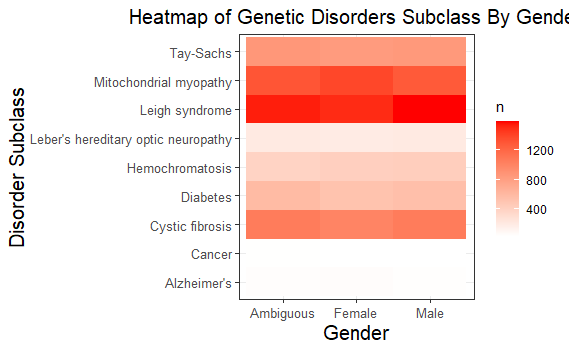 Heatmap of Genetic Disorders Subclass By Gende
Disorder Subclass
Tay-Sachs
Mitochondrial myopathy
Leigh syndrome
Leber's hereditary optic neuropathy
Hemochromatosis
Diabetes
Cystic fibrosis
Cancer
Alzheimer's
Ambiguous Female Male
Gender
n
1200
800
400